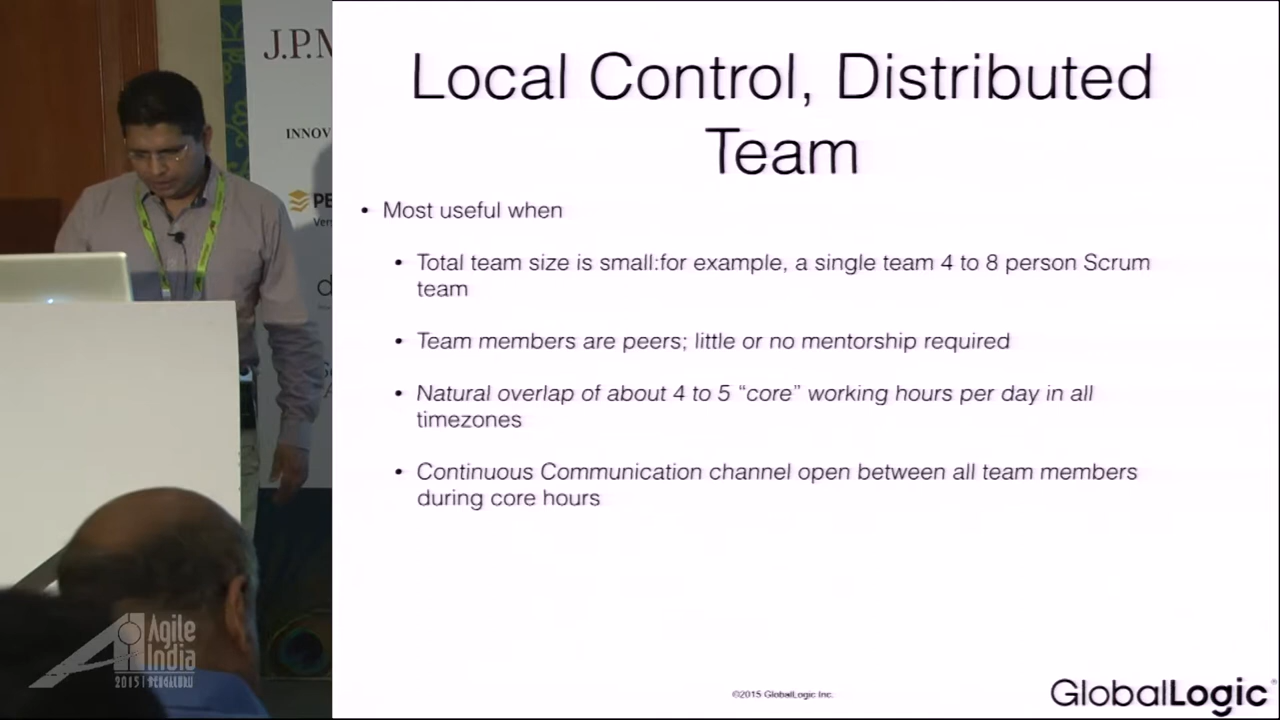 Local Control, Distributed
Team
• Most useful when
• Total team size is small:for example, a single team 4 to 8 person Scrum
team
• Team members are peers; little or no mentorship required
• Natural overlap of about 4 to 5 “core” working hours per day in all
timezones
• Continuous Communication channel open between all team members
during core hours
©2015 GlobalLogic Inc.
GlobalLogic®
J.P.M
INNOV
PE
Ver
Agile
India
2015 | BENGALURU